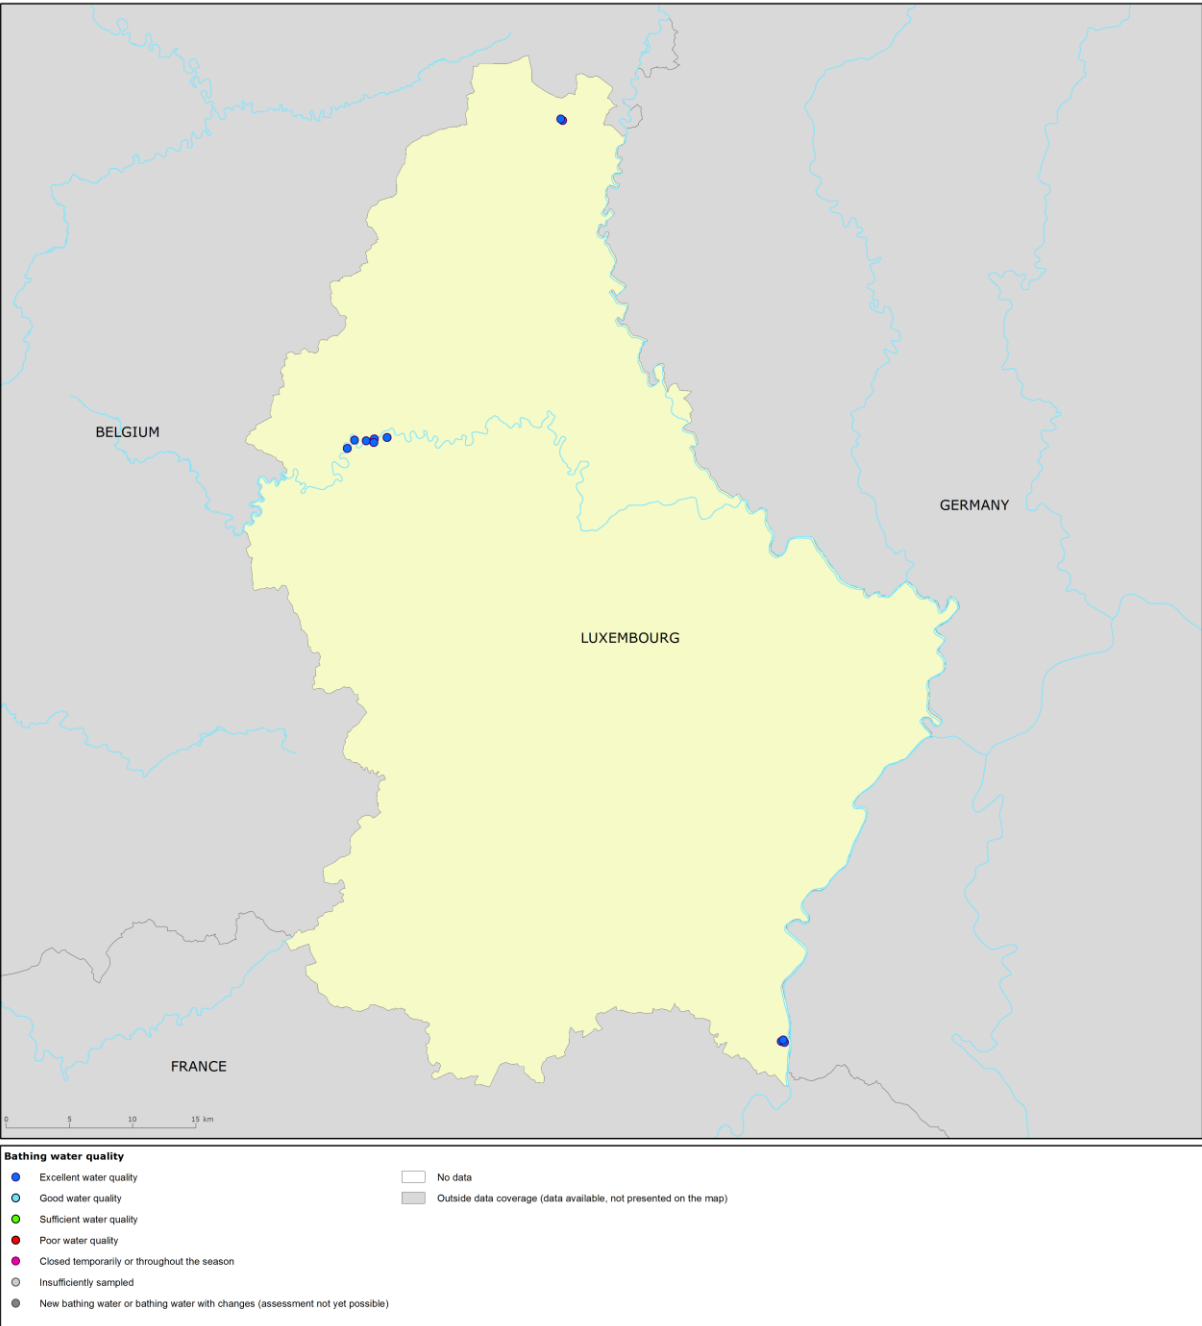 BELGIUM
GERMANY
LUXEMBOURG
FRANCE
0 5 10 15 km
Bathing water quality
Excellent water quality
Good water quality
Sufficient water quality
Poor water quality
Closed temporarily or throughout the season
Insufficiently sampled
New bathing water or bathing water with changes (assessment not yet possible)
No data
Outside data coverage (data available, not presented on the map)